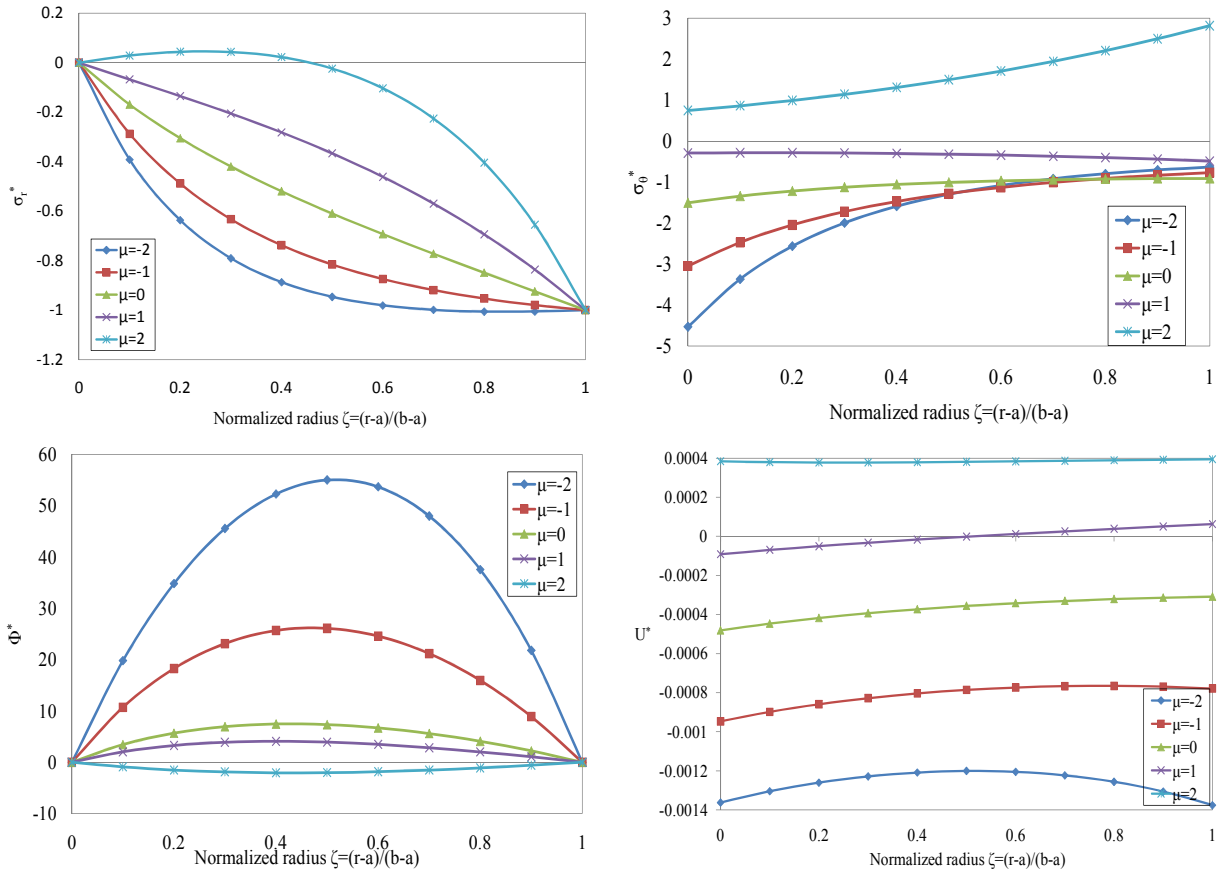 0.2
0
-0.2
-0.4
-0.6
-0.8
-1
-1.2
σr*
μ=-2
μ=-1
μ=0
μ=1
μ=2
0 0.2 0.4 0.6 0.8 1
Normalized radius ζ=(r-a)/(b-a)
3
2
1
0
-1
-2
-3
-4
-5
σθ*
μ=-2
μ=-1
μ=0
μ=1
μ=2
0 0.2 0.4 0.6 0.8 1
Normalized radius ζ=(r-a)/(b-a)
60
50
40
30
20
10
0
-10
Φ*
μ=-2
μ=-1
μ=0
μ=1
μ=2
0 0.2 0.4 0.6 0.8 1
Normalized radius ζ=(r-a)/(b-a)
0.0004
0.0002
0
-0.0002
-0.0004
-0.0006
-0.0008
-0.001
-0.0012
-0.0014
U*
μ=-2
μ=-1
μ=0
μ=1
μ=2
0 0.2 0.4 0.6 0.8 1
Normalized radius ζ=(r-a)/(b-a)